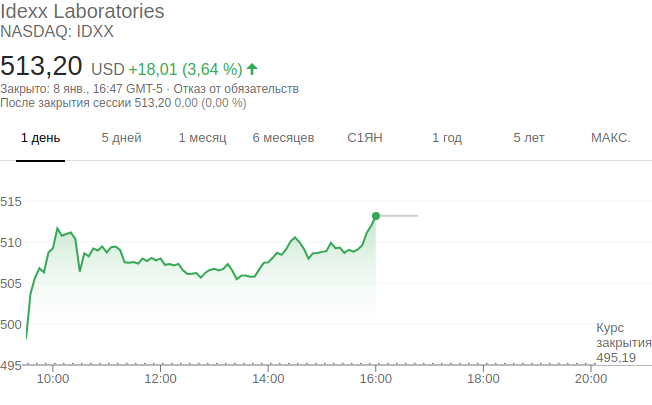 Idexx Laboratories
NASDAQ: IDXX
513,20 USD +18,01 (3,64 %)
Закрыто: 8 янв., 16:47 GMT-5 · Отказ от обязательств
После закрытия сессии 513,20 0,00 (0,00 %)
1 день 5 дней 1 месяц 6 месяцев С1ЯН 1 год 5 лет МАКС.
515
510
505
500
Курс
закрытия
495,19
495
10:00 12:00 14:00 16:00 18:00 20:00